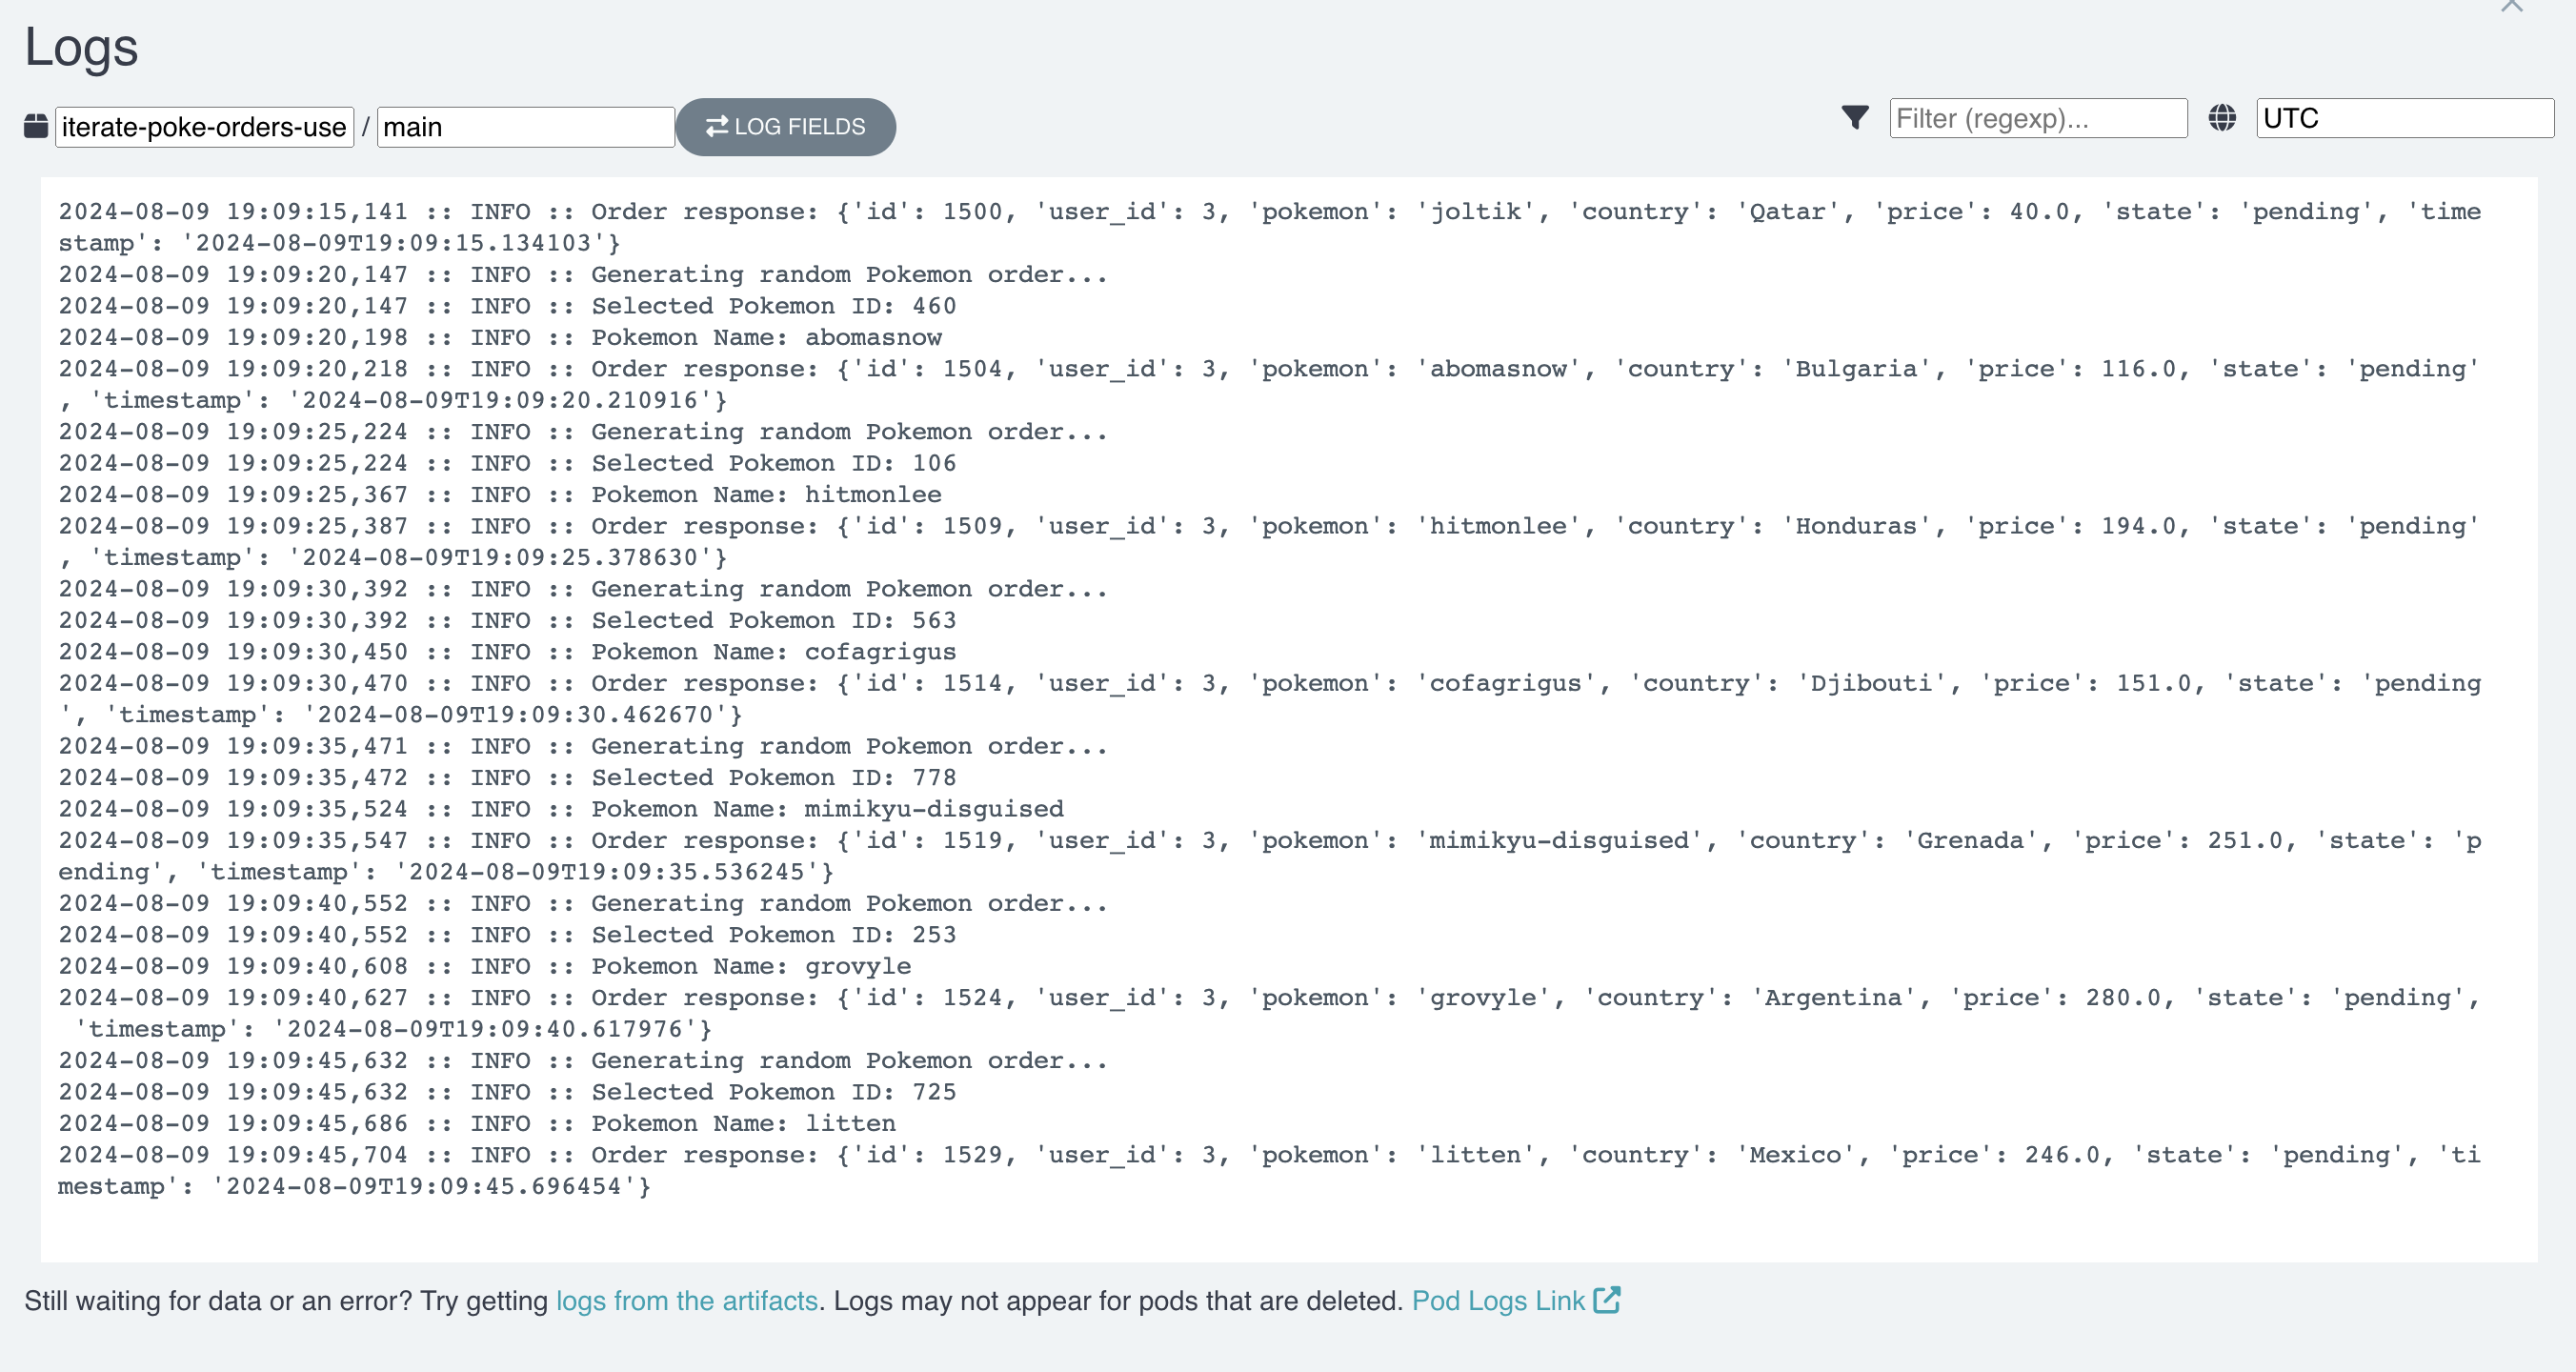 Logs
iterate-poke-orders-use / main LOG FIELDS Filter (regexp)... UTC
2024-08-09 19:09:15,141 :: INFO :: Order response: {'id': 1500, 'user_id': 3, 'pokemon': 'joltik', 'country': 'Qatar', 'price': 40.0, 'state': 'pending', 'time
stamp': '2024-08-09T19:09:15.134103'}
2024-08-09 19:09:20,147 :: INFO :: Generating random Pokemon order...
2024-08-09 19:09:20,147 :: INFO :: Selected Pokemon ID: 460
2024-08-09 19:09:20,198 :: INFO :: Pokemon Name: abomasnow
2024-08-09 19:09:20,218 :: INFO :: Order response: {'id': 1504, 'user_id': 3, 'pokemon': 'abomasnow', 'country': 'Bulgaria', 'price': 116.0, 'state': 'pending'
, 'timestamp': '2024-08-09T19:09:20.210916'}
2024-08-09 19:09:25,224 :: INFO :: Generating random Pokemon order...
2024-08-09 19:09:25,224 :: INFO :: Selected Pokemon ID: 106
2024-08-09 19:09:25,367 :: INFO :: Pokemon Name: hitmonlee
2024-08-09 19:09:25,387 :: INFO :: Order response: {'id': 1509, 'user_id': 3, 'pokemon': 'hitmonlee', 'country': 'Honduras', 'price': 194.0, 'state': 'pending'
, 'timestamp': '2024-08-09T19:09:25.378630'}
2024-08-09 19:09:30,392 :: INFO :: Generating random Pokemon order...
2024-08-09 19:09:30,392 :: INFO :: Selected Pokemon ID: 563
2024-08-09 19:09:30,450 :: INFO :: Pokemon Name: cofagrigus
2024-08-09 19:09:30,470 :: INFO :: Order response: {'id': 1514, 'user_id': 3, 'pokemon': 'cofagrigus', 'country': 'Djibouti', 'price': 151.0, 'state': 'pending
', 'timestamp': '2024-08-09T19:09:30.462670'}
2024-08-09 19:09:35,471 :: INFO :: Generating random Pokemon order...
2024-08-09 19:09:35,472 :: INFO :: Selected Pokemon ID: 778
2024-08-09 19:09:35,524 :: INFO :: Pokemon Name: mimikyu-disguised
2024-08-09 19:09:35,547 :: INFO :: Order response: {'id': 1519, 'user_id': 3, 'pokemon': 'mimikyu-disguised', 'country': 'Grenada', 'price': 251.0, 'state': 'p
ending', 'timestamp': '2024-08-09T19:09:35.536245'}
2024-08-09 19:09:40,552 :: INFO :: Generating random Pokemon order...
2024-08-09 19:09:40,552 :: INFO :: Selected Pokemon ID: 253
2024-08-09 19:09:40,608 :: INFO :: Pokemon Name: grovyle
2024-08-09 19:09:40,627 :: INFO :: Order response: {'id': 1524, 'user_id': 3, 'pokemon': 'grovyle', 'country': 'Argentina', 'price': 280.0, 'state': 'pending',
'timestamp': '2024-08-09T19:09:40.617976'}
2024-08-09 19:09:45,632 :: INFO :: Generating random Pokemon order...
2024-08-09 19:09:45,632 :: INFO :: Selected Pokemon ID: 725
2024-08-09 19:09:45,686 :: INFO :: Pokemon Name: litten
2024-08-09 19:09:45,704 :: INFO :: Order response: {'id': 1529, 'user_id': 3, 'pokemon': 'litten', 'country': 'Mexico', 'price': 246.0, 'state': 'pending', 'ti
mestamp': '2024-08-09T19:09:45.696454'}
Still waiting for data or an error? Try getting logs from the artifacts. Logs may not appear for pods that are deleted. Pod Logs Link